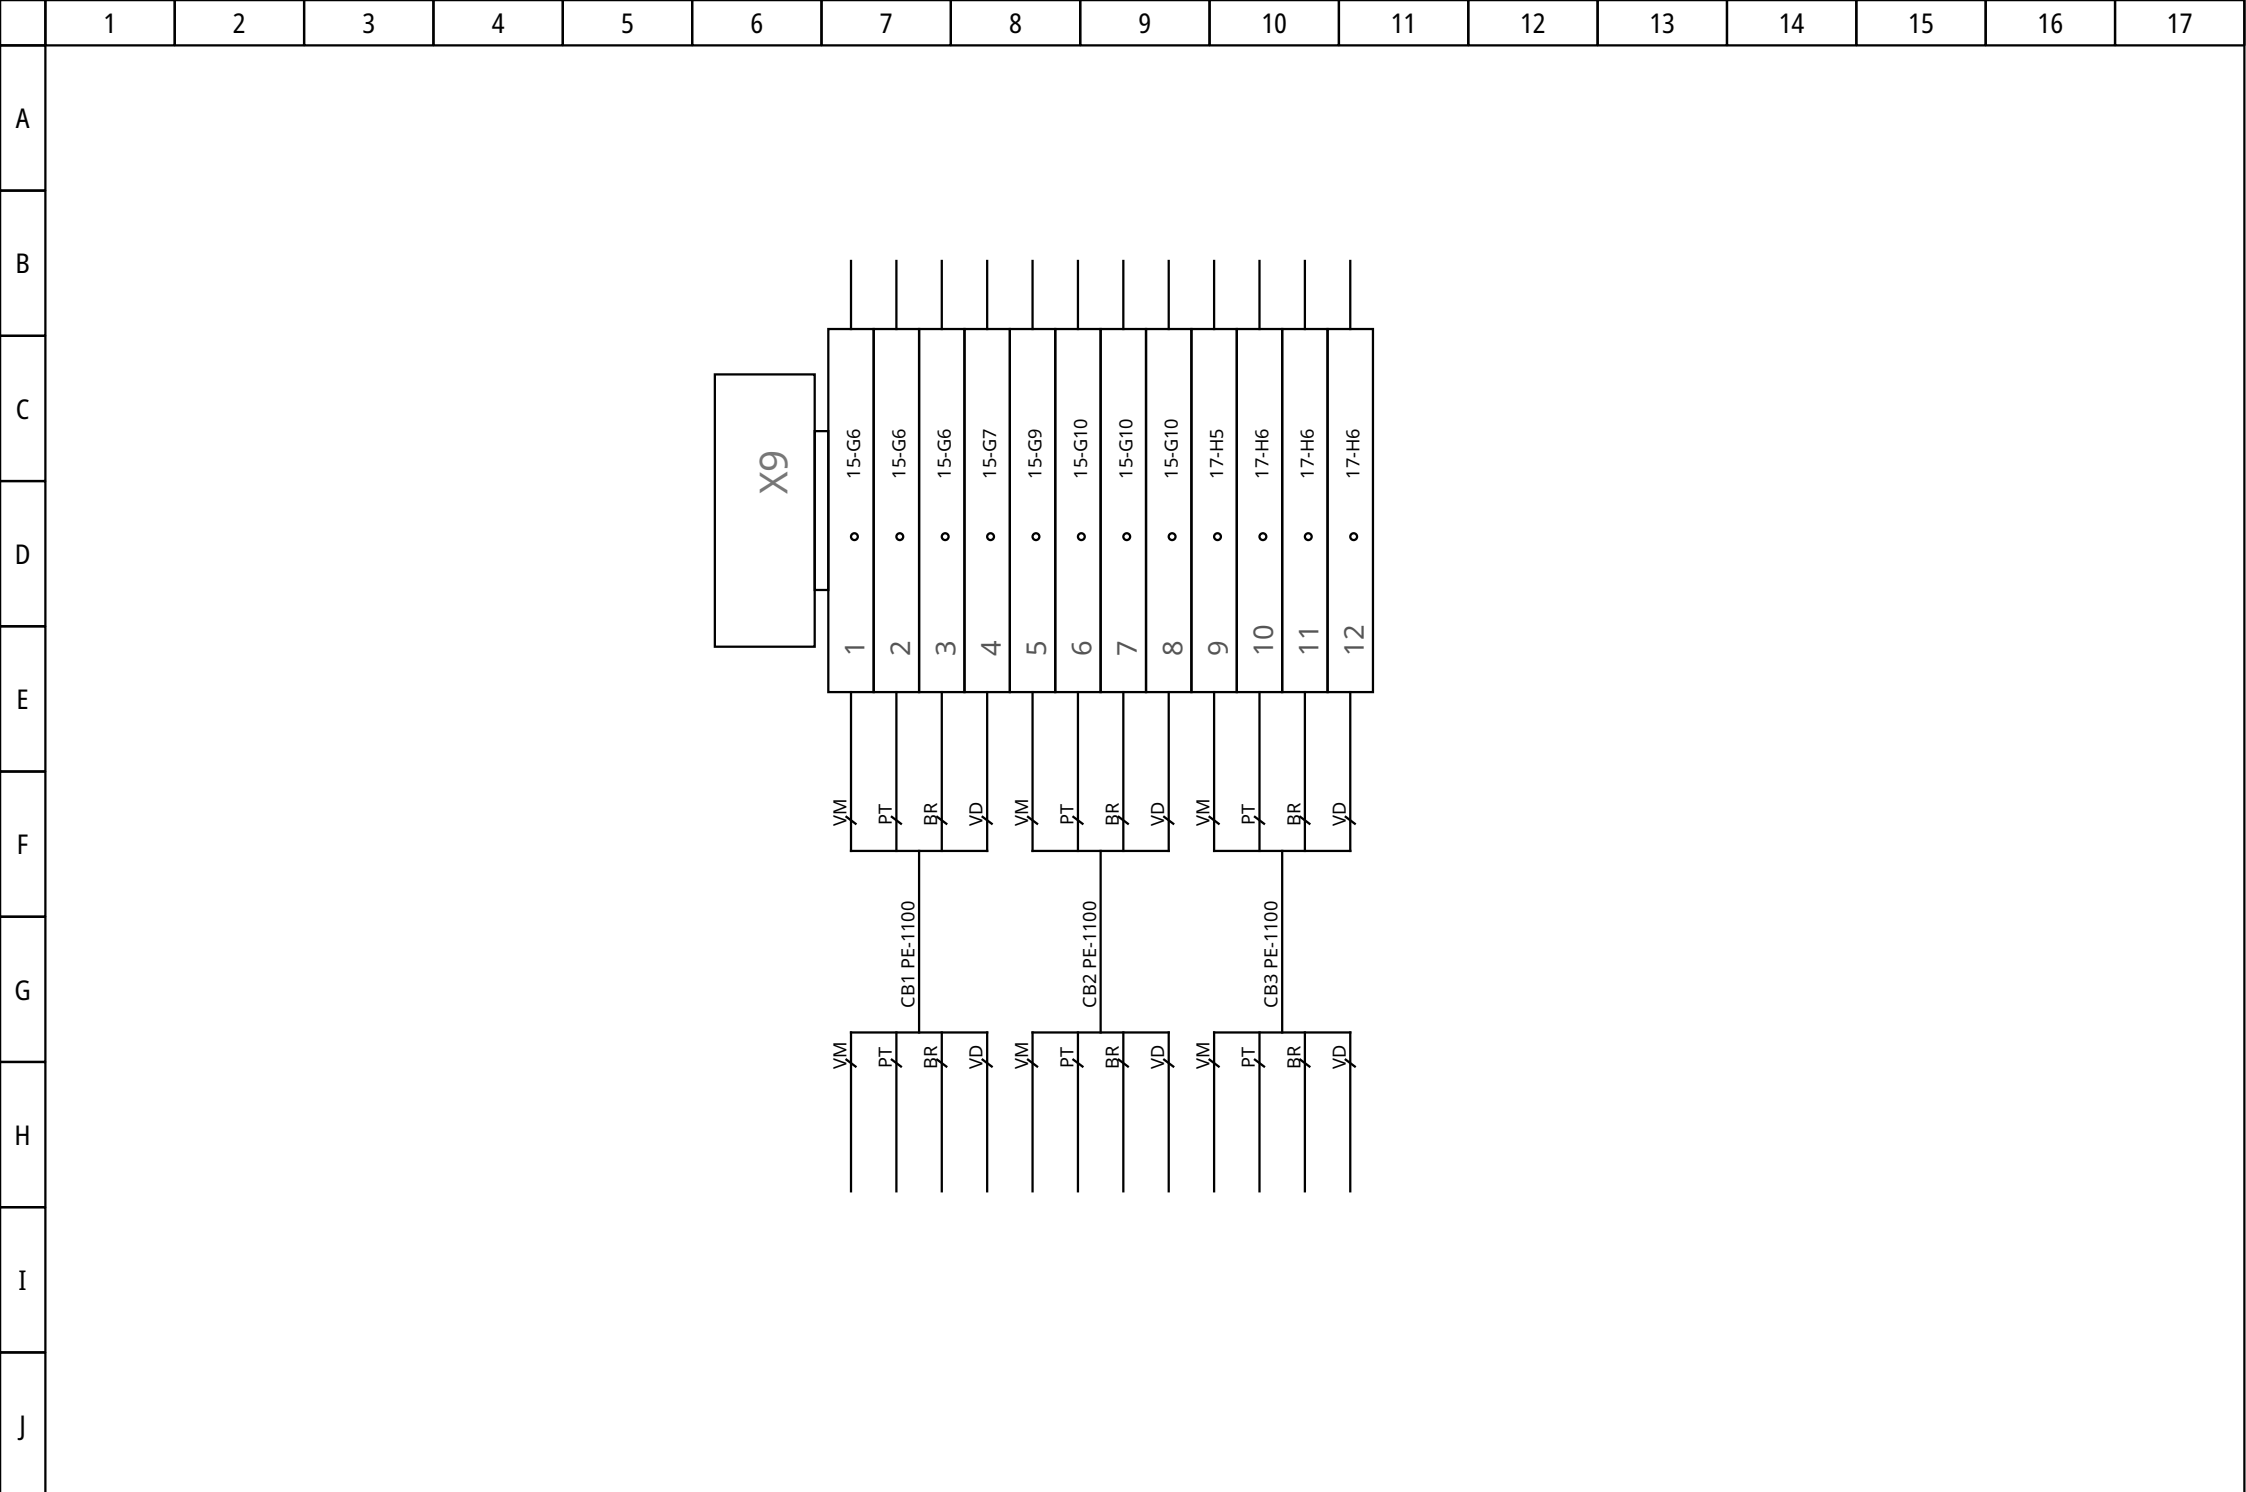 1 2 3 4 5 6 7 8 9 10 11 12 13 14 15 16 17
A
B
C
D
E
F
G
H
I
J
X9
15-G6 15-G6 15-G6 15-G7 15-G9 15-G10 15-G10 15-G10 17-H5 17-H6 17-H6 17-H6
1 2 3 4 5 6 7 8 9 10 11 12
VM PT BR VD VM PT BR VD VM PT BR VD
CB1 PE-1100
CB2 PE-1100
CB3 PE-1100
VM PT BR VD VM PT BR VD VM PT BR VD